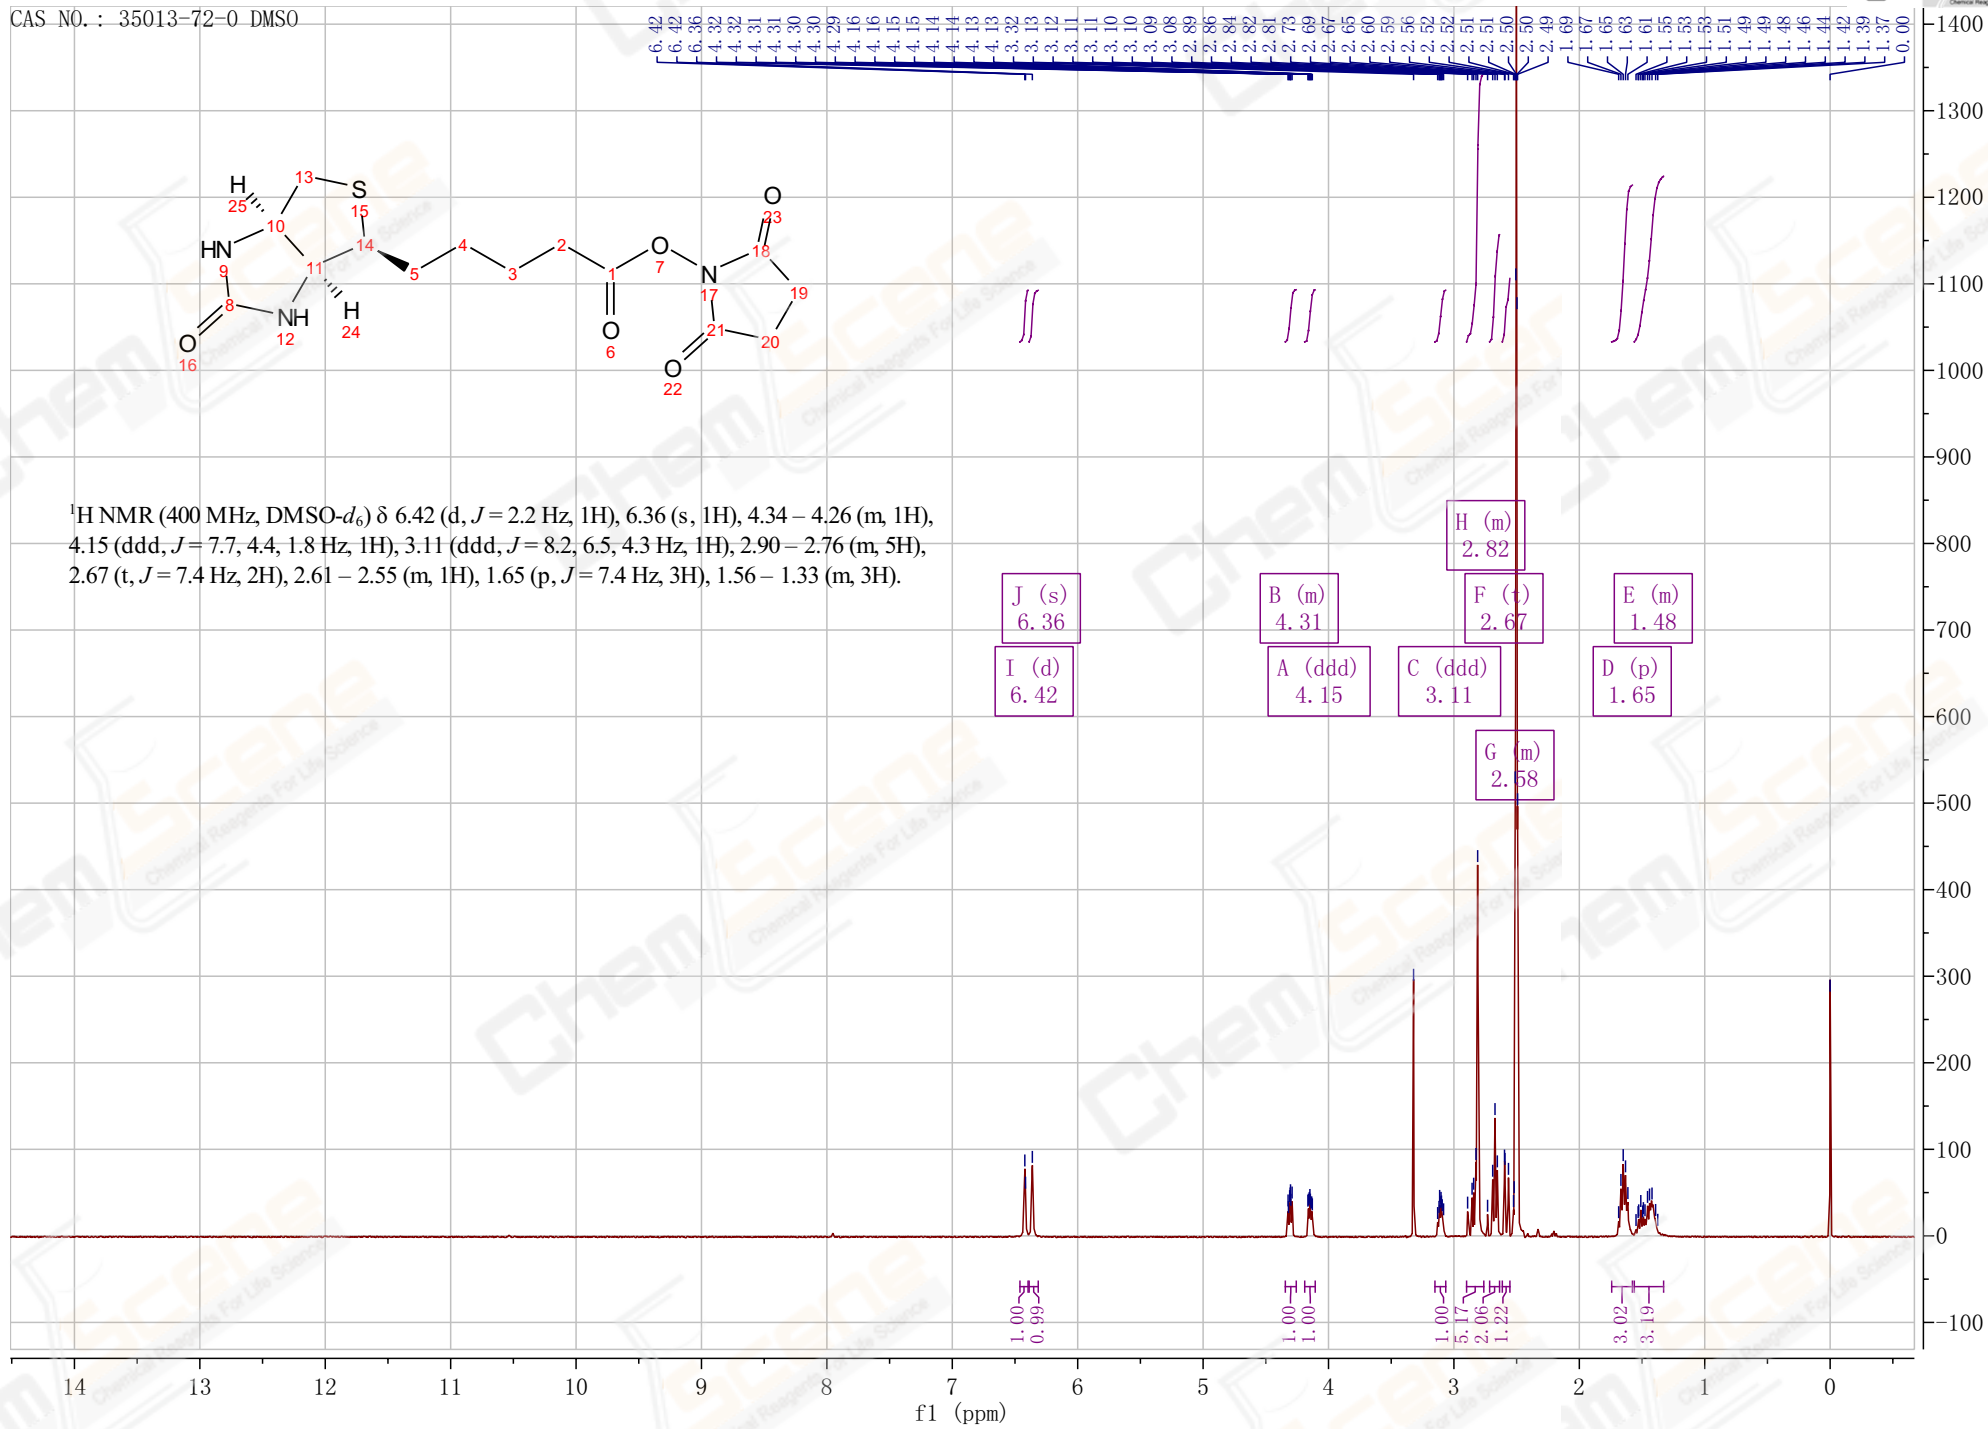 CAS NO.: 35013-72-0 DMSO
6.42 6.42 6.36 4.32 4.32 4.31 4.31 4.30 4.30 4.29 4.16 4.16 4.15 4.15 4.14 4.14 4.13 4.13 3.32 3.13 3.12 3.11 3.11 3.10 3.10 3.09 3.08 2.89 2.86 2.84 2.82 2.81 2.73 2.69 2.67 2.65 2.60 2.59 2.56 2.52 2.52 2.51 2.51 2.50 2.50 2.49 1.69 1.67 1.65 1.63 1.61 1.55 1.53 1.53 1.51 1.49 1.49 1.48 1.46 1.44 1.42 1.39 1.37 0.00
H 25 13 S 15 10 HN 9 11 14 8 NH 12 H 24 O 16 5 4 3 2 1 O 6 O 7 N 17 18 O 23 19 20 21 O 22
¹H NMR (400 MHz, DMSO-d₆) δ 6.42 (d, J = 2.2 Hz, 1H), 6.36 (s, 1H), 4.34 – 4.26 (m, 1H),
4.15 (ddd, J = 7.7, 4.4, 1.8 Hz, 1H), 3.11 (ddd, J = 8.2, 6.5, 4.3 Hz, 1H), 2.90 – 2.76 (m, 5H),
2.67 (t, J = 7.4 Hz, 2H), 2.61 – 2.55 (m, 1H), 1.65 (p, J = 7.4 Hz, 3H), 1.56 – 1.33 (m, 3H).
H (m)
2.82
J (s)
6.36
B (m)
4.31
F (t)
2.67
E (m)
1.48
I (d)
6.42
A (ddd)
4.15
C (ddd)
3.11
D (p)
1.65
G (m)
2.58
1400
1300
1200
1100
1000
900
800
700
600
500
400
300
200
100
0
-100
1.00 0.99 1.00 1.00 1.00 5.17 2.06 1.22 3.02 3.19
14 13 12 11 10 9 8 7 6 5 4 3 2 1 0
f1 (ppm)
ChemScene
Chemical Reagents For Life Science